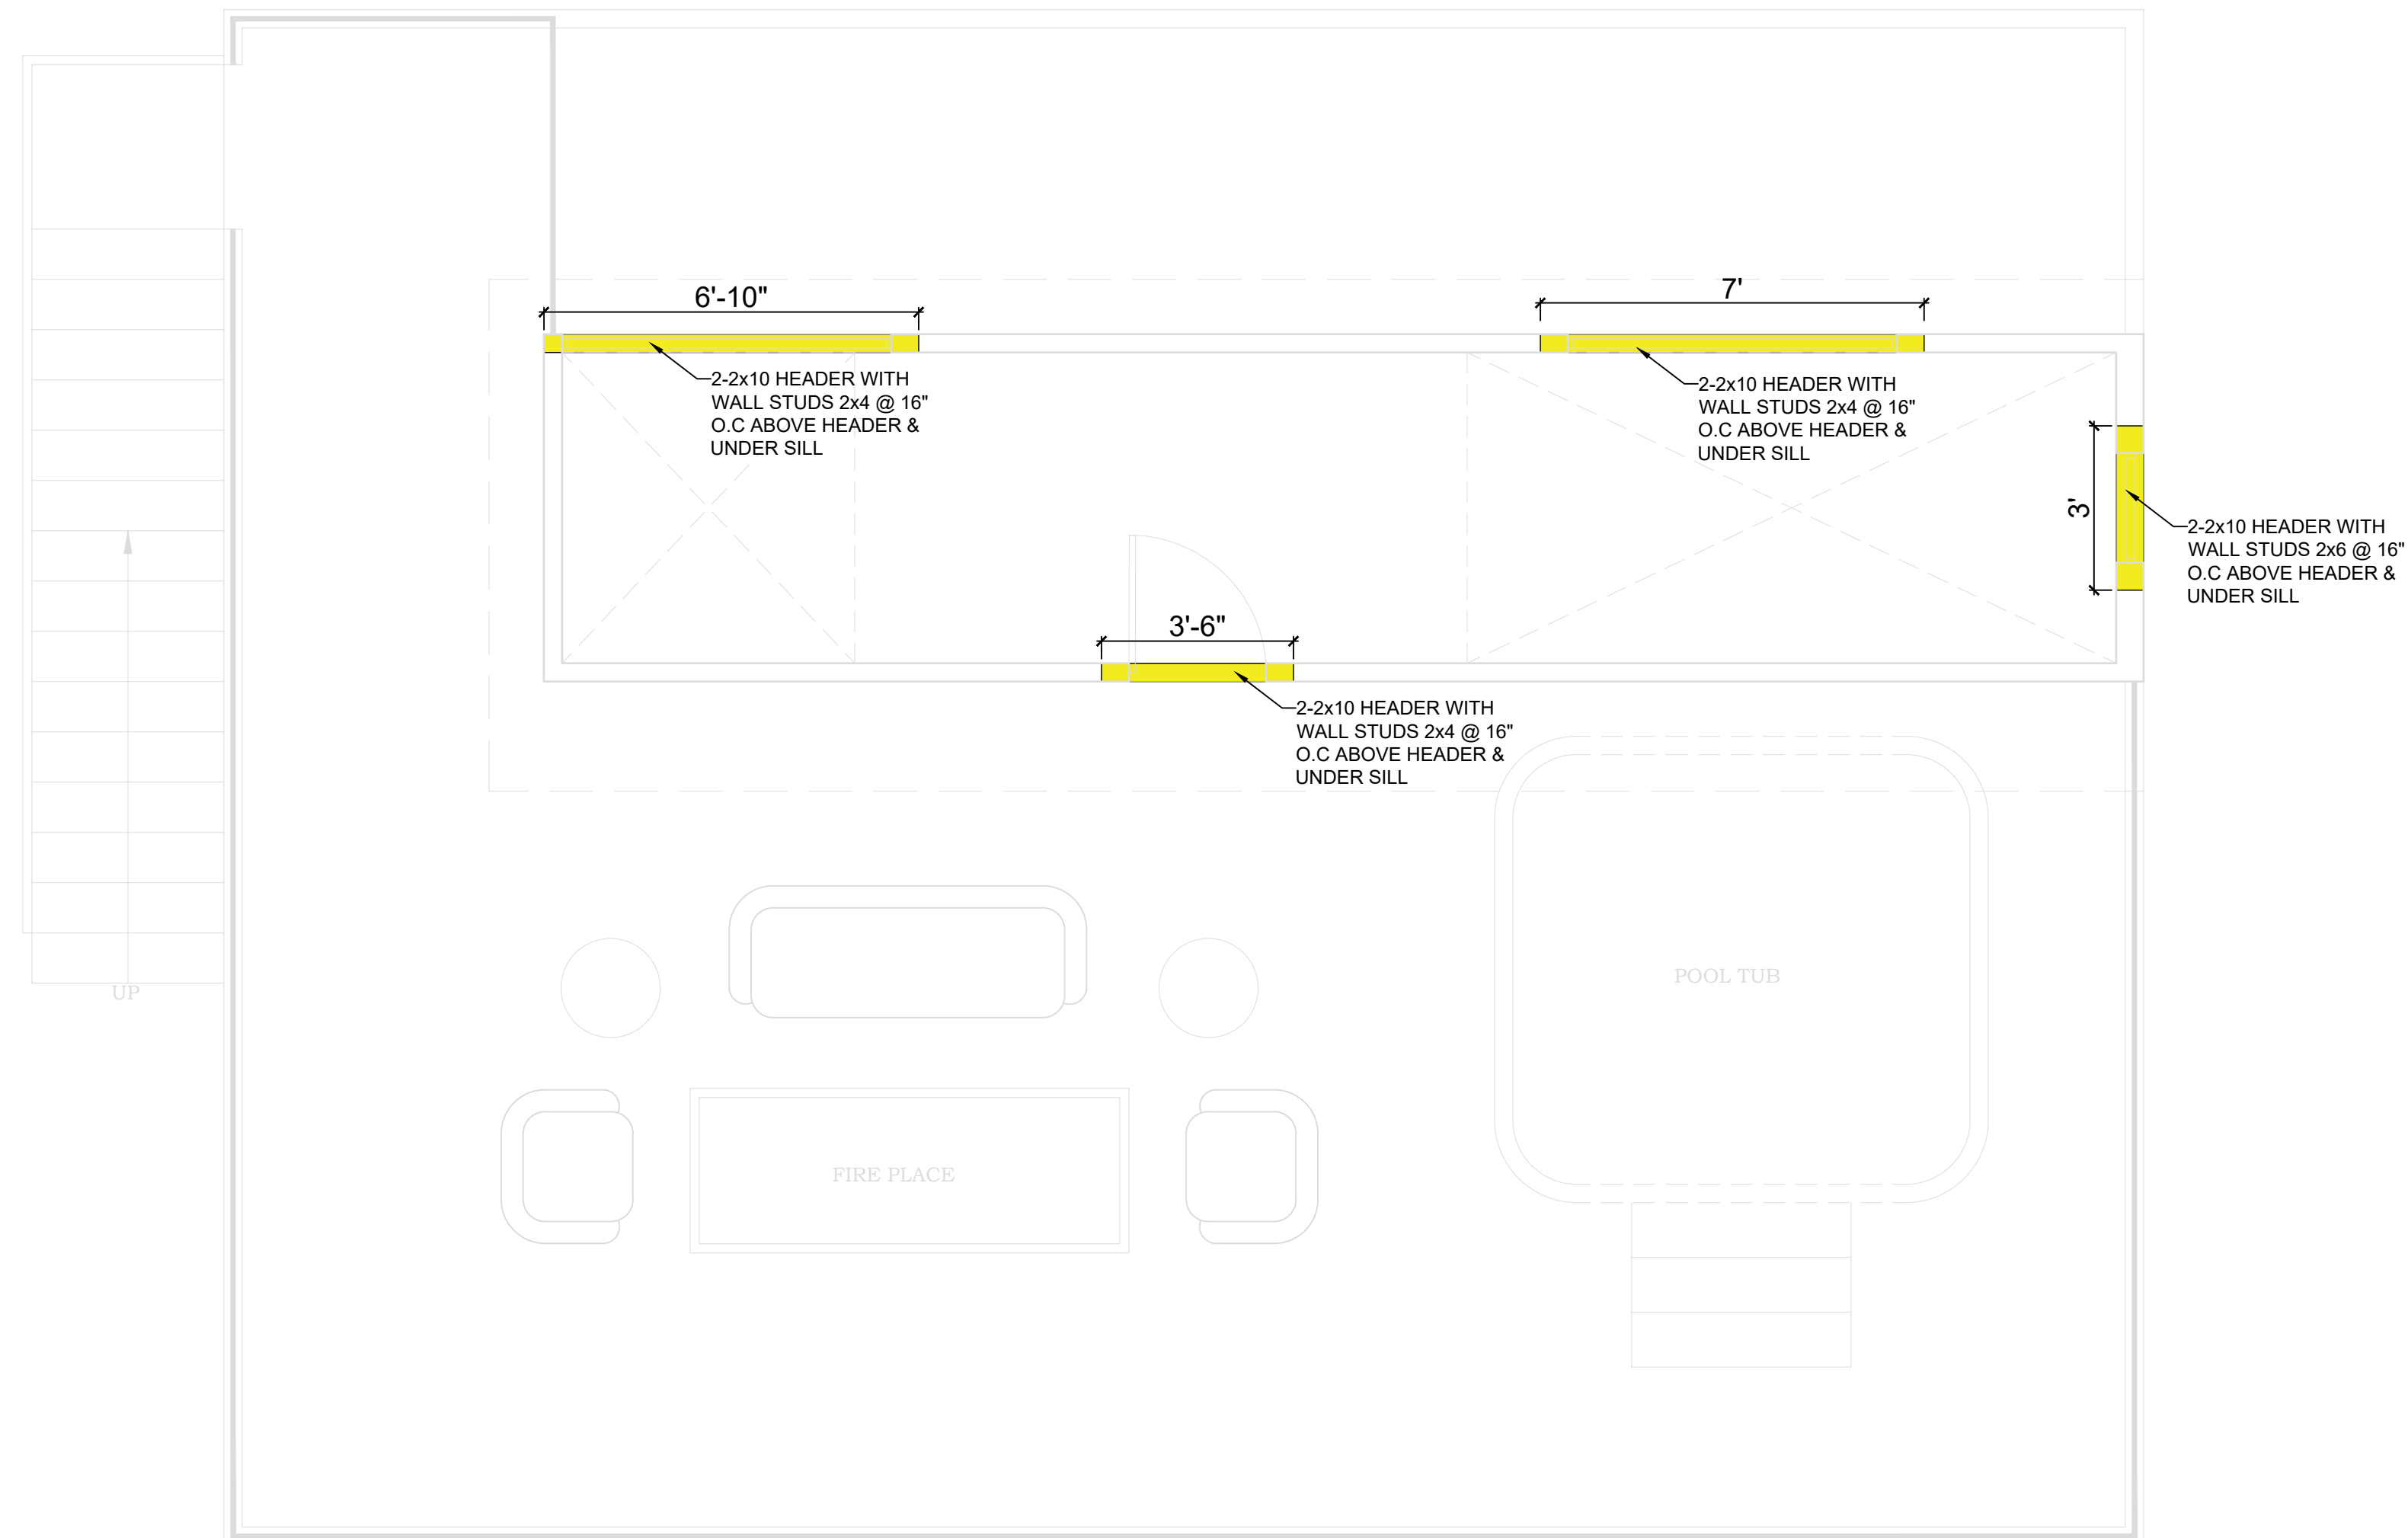 6'-10"
7'
2-2x10 HEADER WITH
WALL STUDS 2x4 @ 16"
O.C ABOVE HEADER &
UNDER SILL
2-2x10 HEADER WITH
WALL STUDS 2x4 @ 16"
O.C ABOVE HEADER &
UNDER SILL
3'
2-2x10 HEADER WITH
WALL STUDS 2x6 @ 16"
O.C ABOVE HEADER &
UNDER SILL
3'-6"
2-2x10 HEADER WITH
WALL STUDS 2x4 @ 16"
O.C ABOVE HEADER &
UNDER SILL
UP
POOL TUB
FIRE PLACE